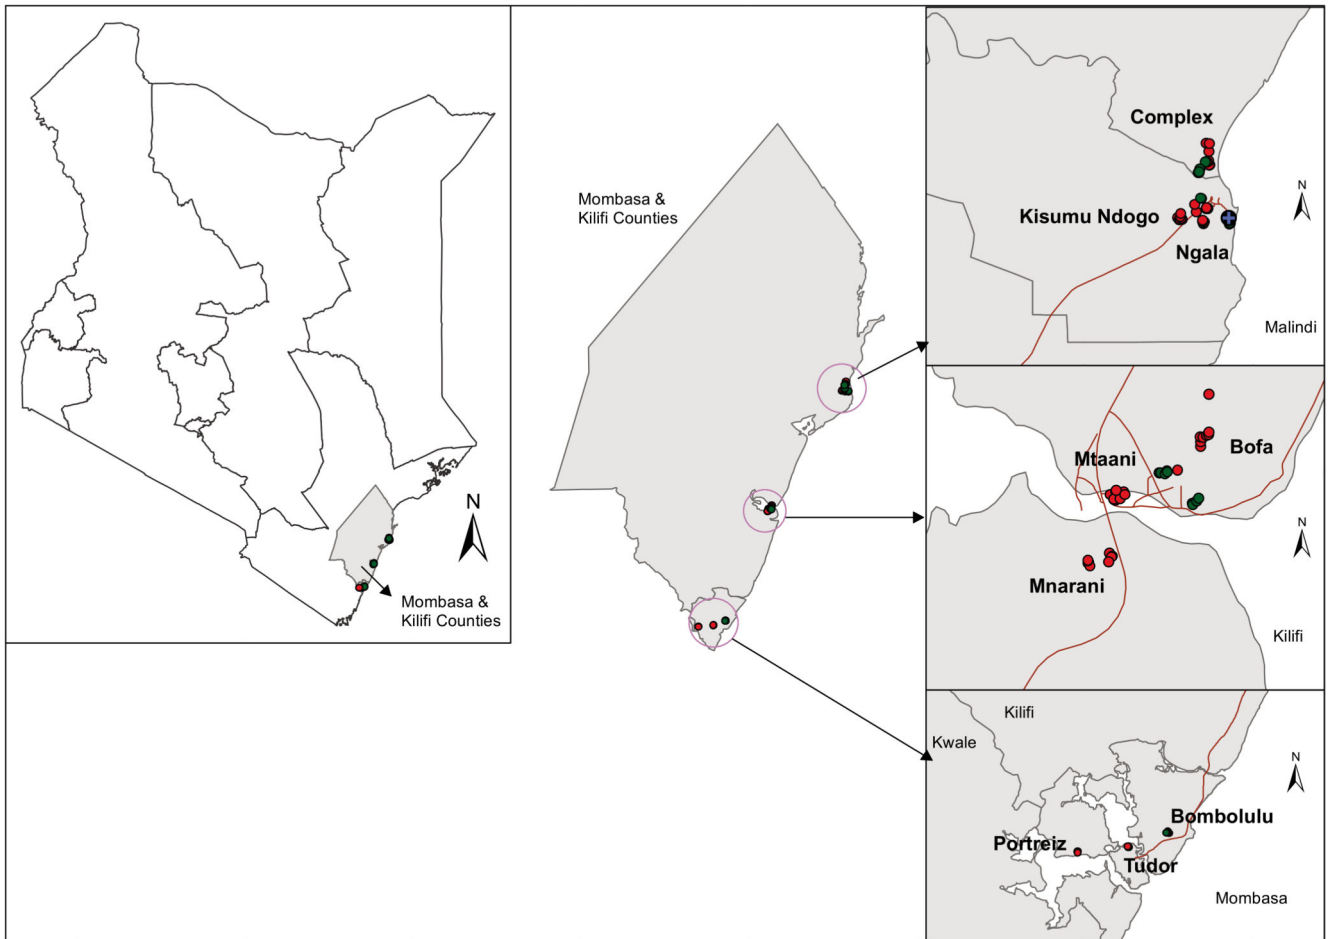 N
Mombasa &
Kilifi Counties
Mombasa &
Kilifi Counties
Complex
N
Kisumu Ndogo
Ngala
Malindi
Mtaani
Bofa
N
Mnarani
Kilifi
Kilifi
Kwale
N
Bombolulu
Portreiz
Tudor
Mombasa